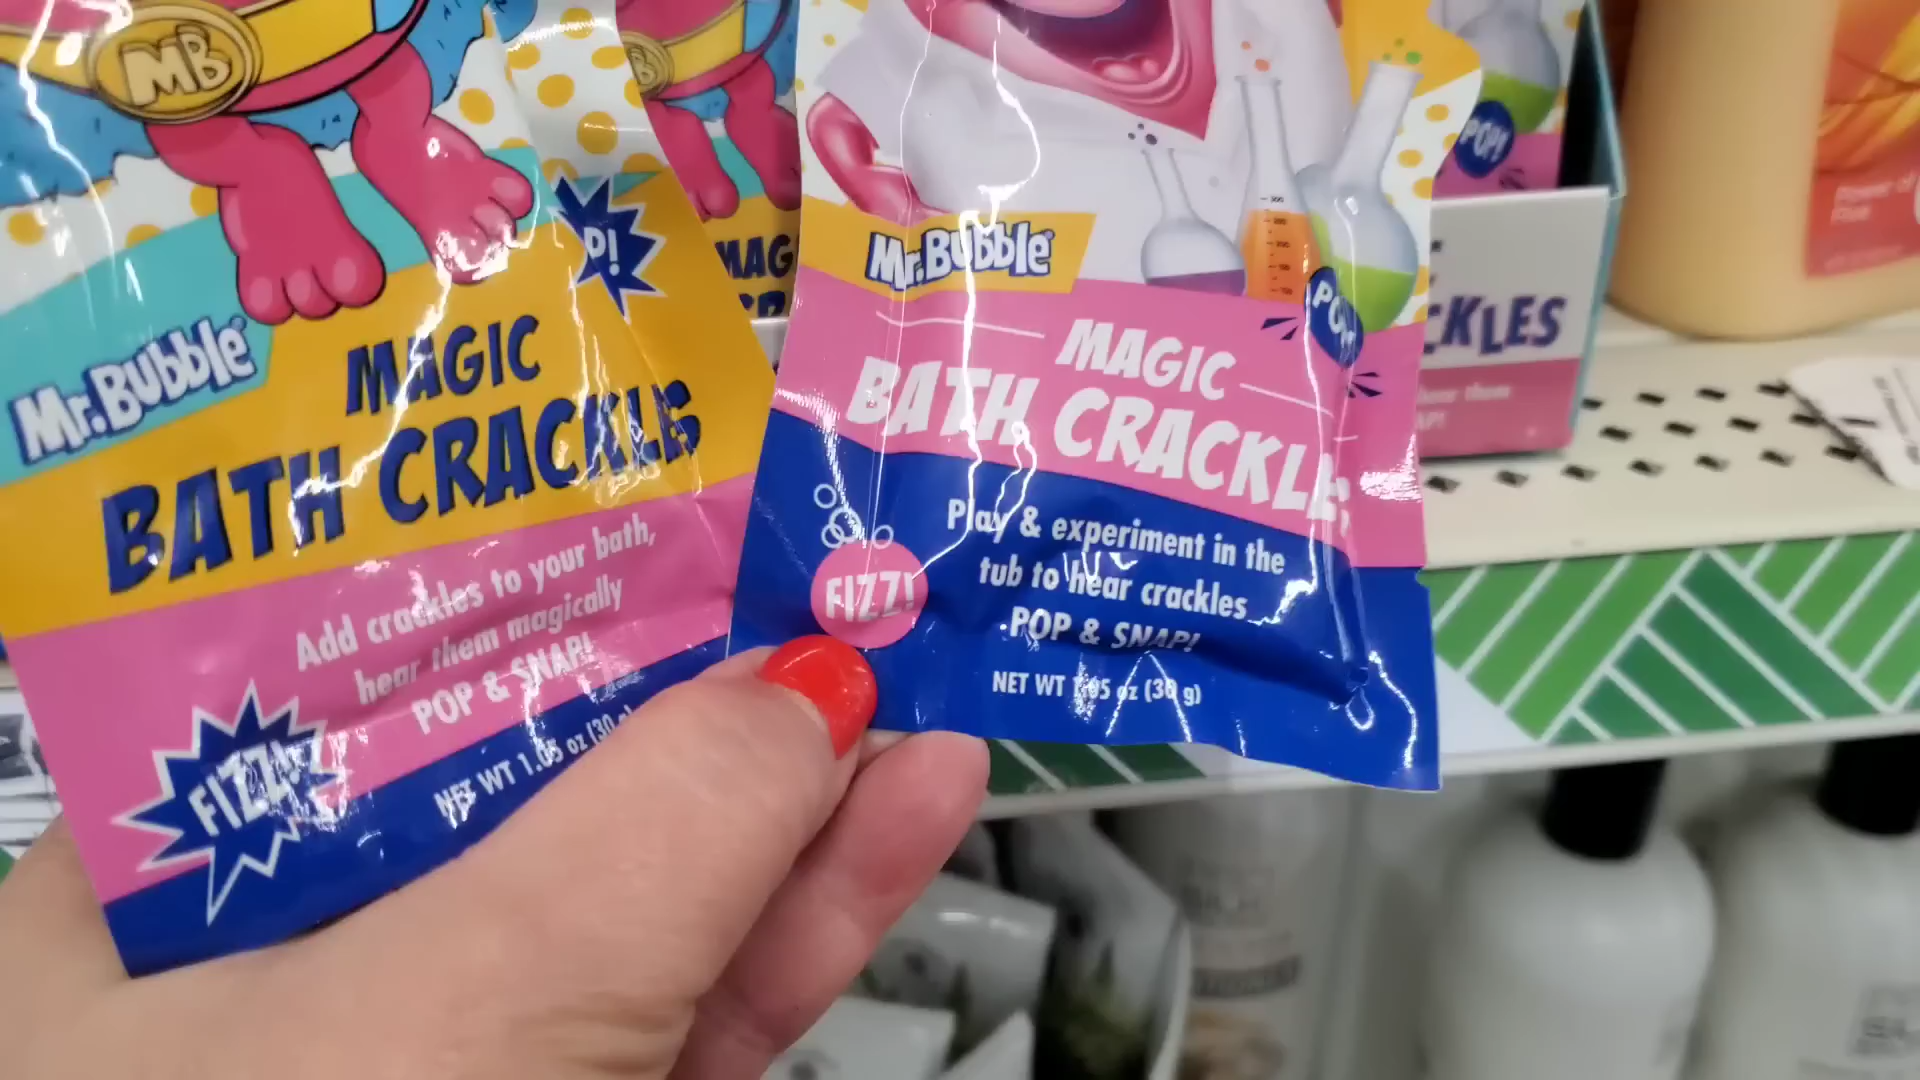 MB
P!
Mr.Bubble
MAGIC
BATH CRACKLES
Add crackles to your bath,
hear them magically
POP & SNAP!
FIZZ!
NET WT 1.05 oz (30 g)
MAG
Mr.Bubble
POP!
MAGIC
BATH CRACKLES
FIZZ!
Play & experiment in the
tub to hear crackles
POP & SNAP!
NET WT 1.05 oz (30 g)
POP!
CKLES